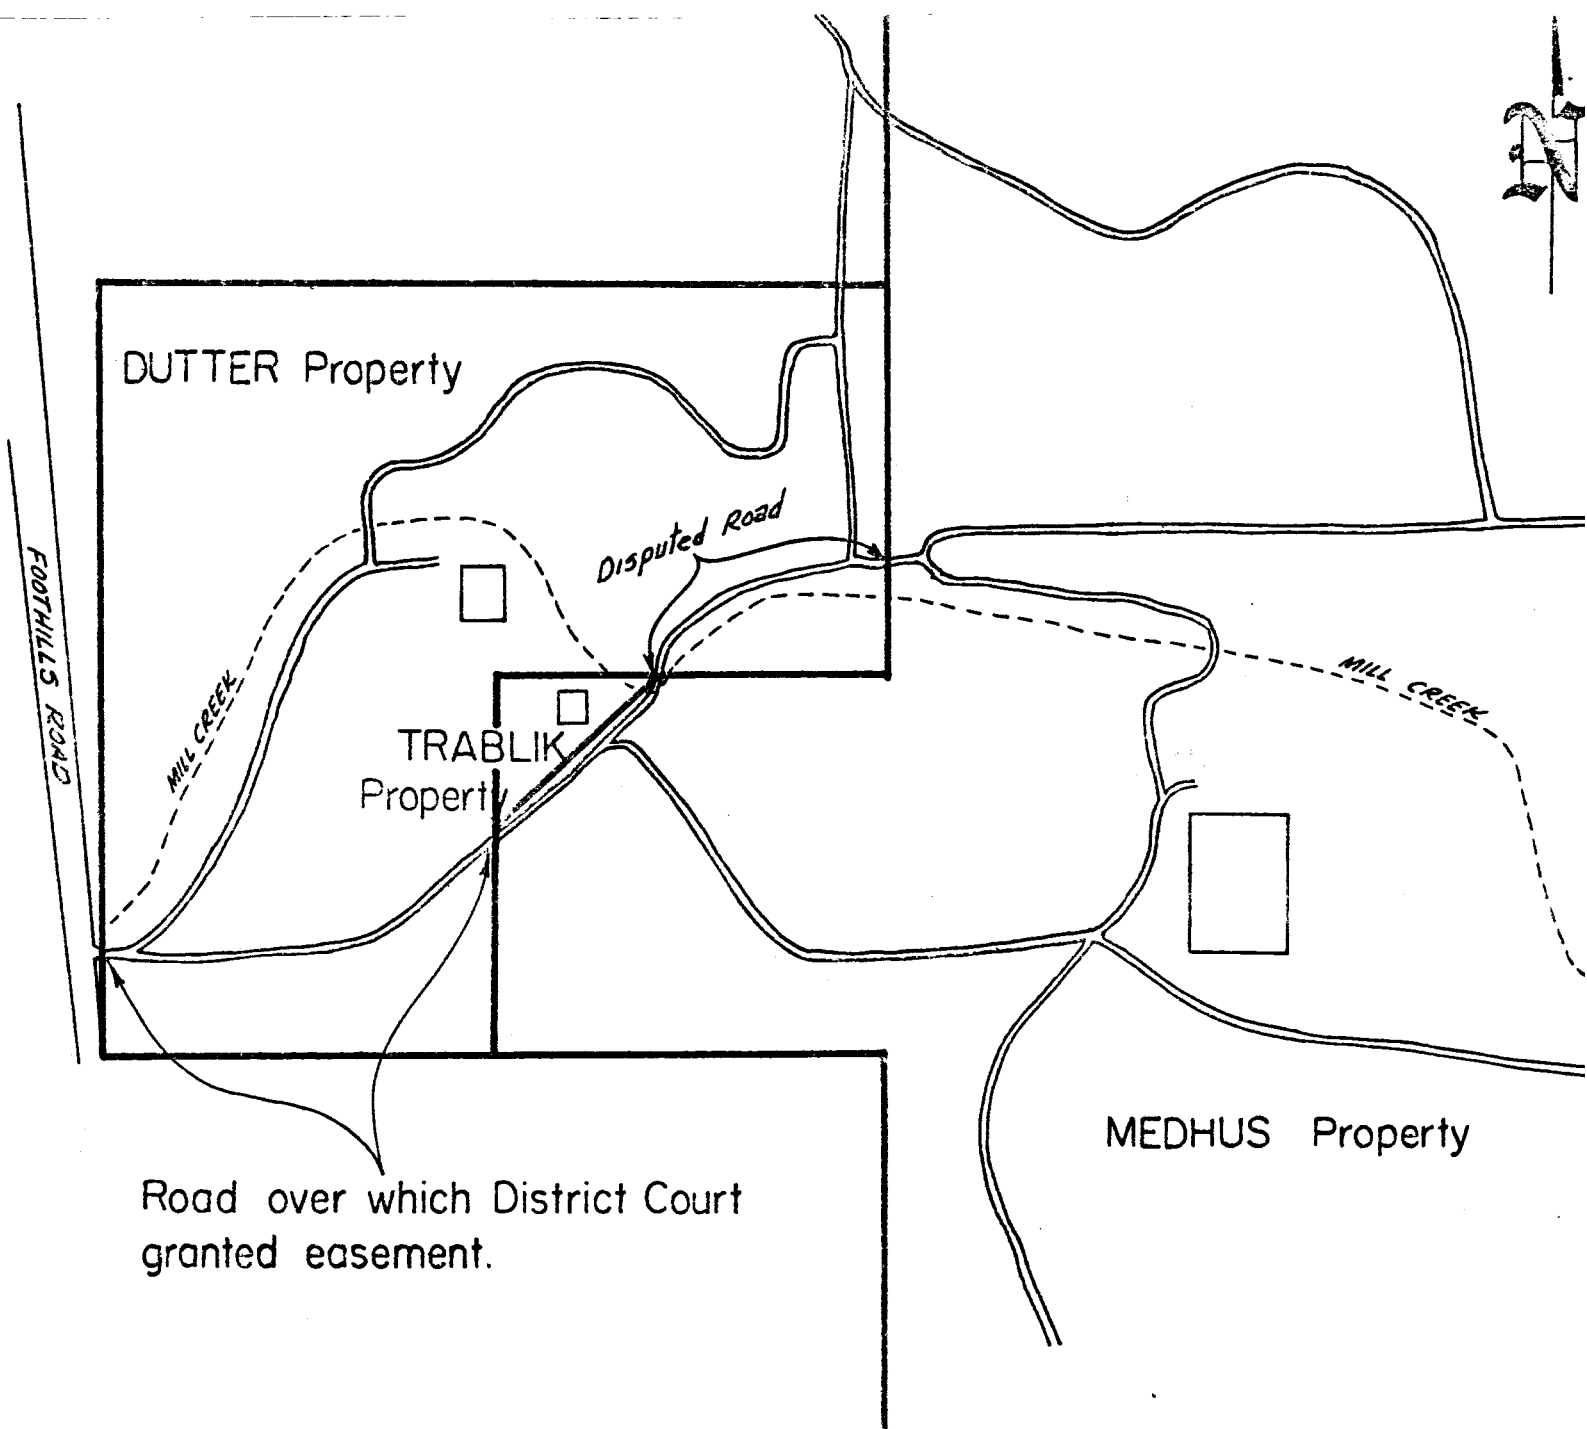 N
DUTTER Property
Disputed Road
FOOTHILLS ROAD
MILL CREEK
MILL CREEK
TRABLIK
Property
MEDHUS Property
Road over which District Court
granted easement.